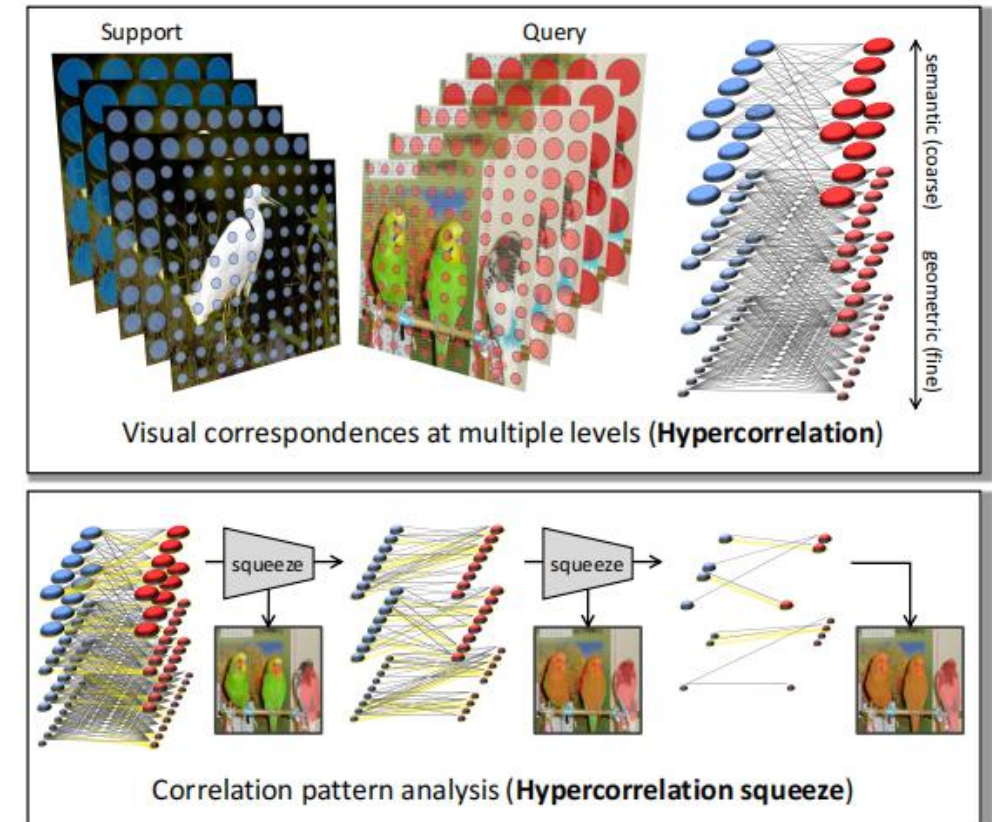 Support
Query
semantic (coarse)
geometric (fine)
Visual correspondences at multiple levels (Hypercorrelation)
squeeze
squeeze
Correlation pattern analysis (Hypercorrelation squeeze)